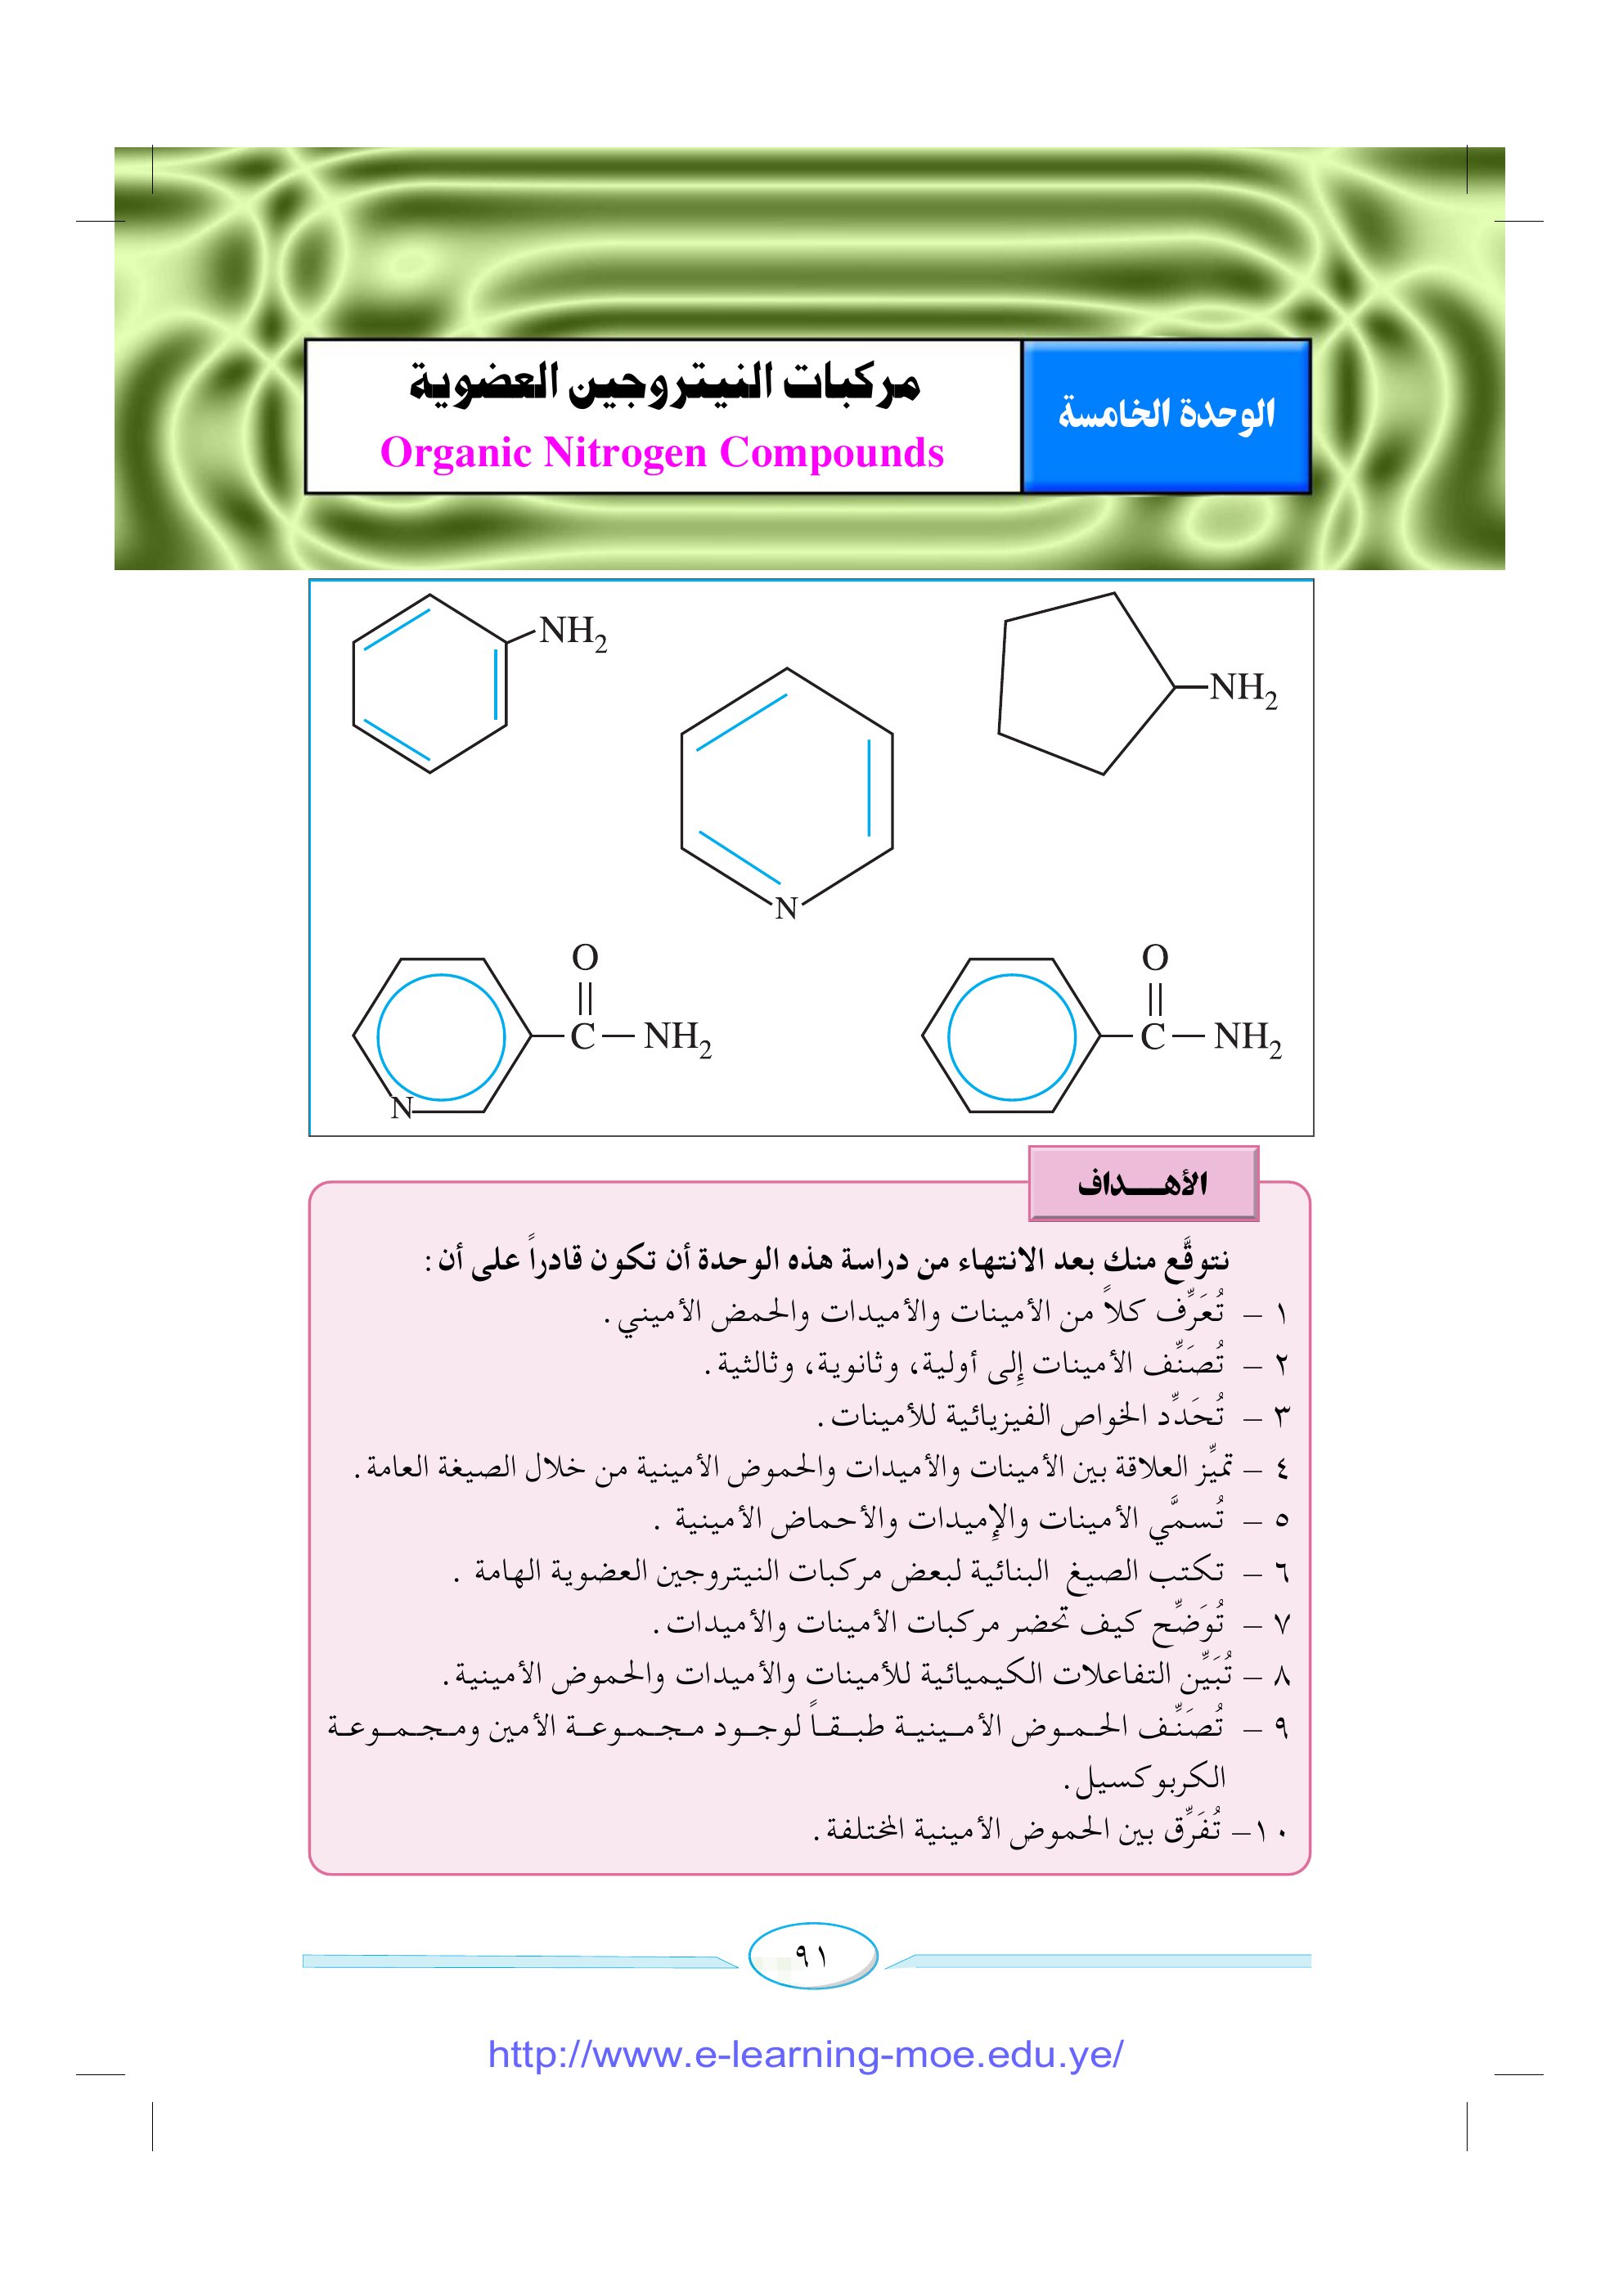 الوحدة الخامسة
مركبات النيتروجين العضوية
Organic Nitrogen Compounds
NH2
NH2
N
O
C NH2
N
O
C NH2
الأهـــداف
نتوقَّع منك بعد الانتهاء من دراسة هذه الوحدة أن تكون قادراً على أن :
١ – تُعَرِّف كلاً من الأمينات والأميدات والحمض الأميني .
٢ – تُصَنِّف الأمينات إِلى أولية، وثانوية، وثالثية .
٣ – تُحَدِّد الخواص الفيزيائية للأمينات .
٤ – تميِّز العلاقة بين الأمينات والأميدات والحموض الأمينية من خلال الصيغة العامة .
٥ – تُسمَّي الأمينات والإِميدات والأحماض الأمينية .
٦ – تكتب الصيغ البنائية لبعض مركبات النيتروجين العضوية الهامة .
٧ – تُوَضِّح كيف تحضر مركبات الأمينات والأميدات .
٨ – تُبَيِّن التفاعلات الكيميائية للأمينات والأميدات والحموض الأمينية .
٩ – تُصَنِّف الحموض الأمينية طبقاً لوجود مجموعة الأمين ومجموعة
الكربوكسيل .
١٠– تُفَرِّق بين الحموض الأمينية المختلفة .
٩١
http://www.e-learning-moe.edu.ye/